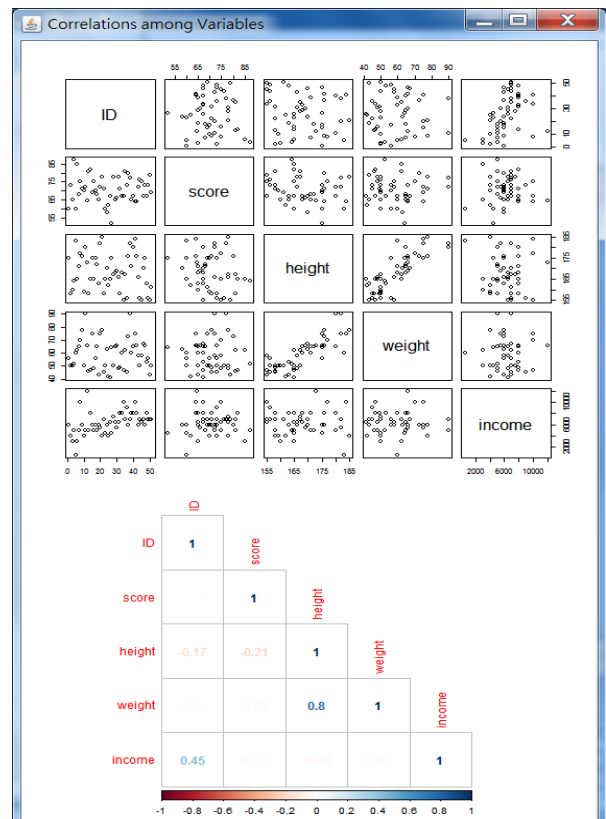 Correlations among Variables
55 65 75 85
40 50 60 70 80 90
ID
0 10 30 50
55 65 75 85
score
height
155 165 175 185
40 50 60 70 80 90
weight
income
2000 6000 10000
0 10 20 30 40 50
155 165 175 185
2000 6000 10000
ID
ID 1
score
score 1
height
height -0.17 -0.21 1
weight
weight 0.8 1
income
income 0.45 1
-1 -0.8 -0.6 -0.4 -0.2 0 0.2 0.4 0.6 0.8 1